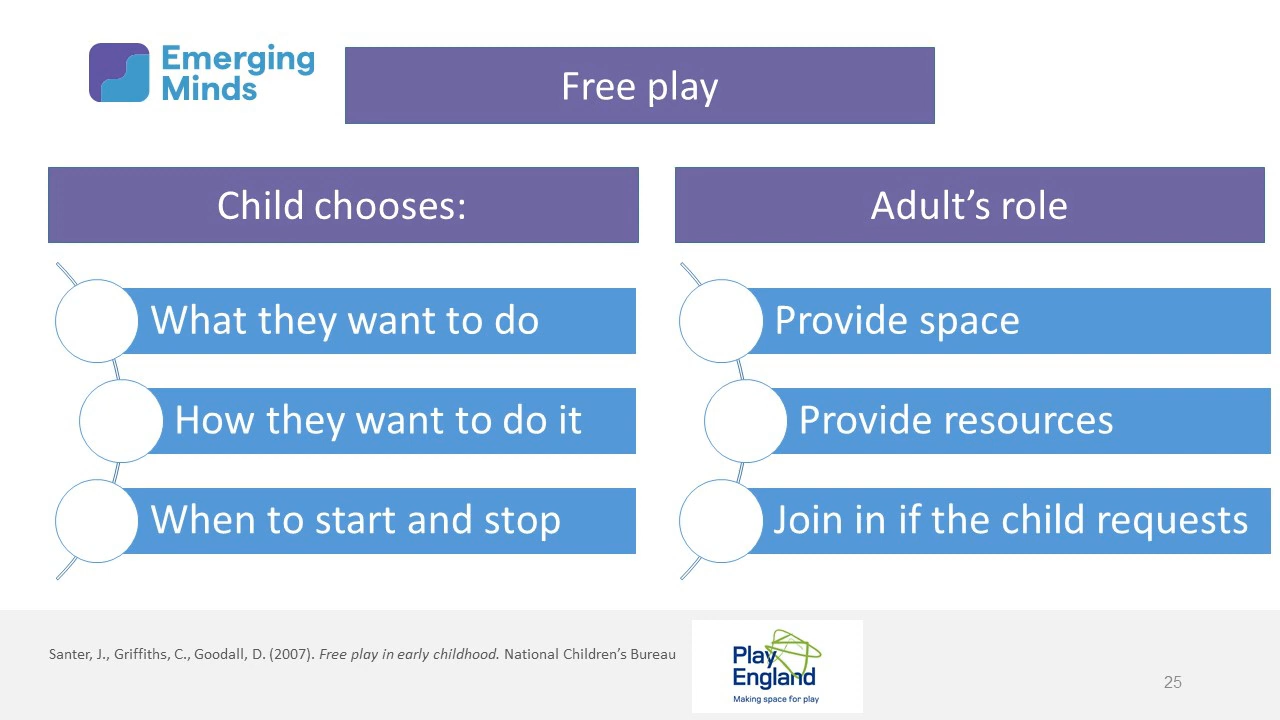 Emerging
Minds
Free play
Child chooses:
What they want to do
How they want to do it
When to start and stop
Adult’s role
Provide space
Provide resources
Join in if the child requests
Santer, J., Griffiths, C., Goodall, D. (2007). Free play in early childhood. National Children’s Bureau
Play
England
Making space for play
25